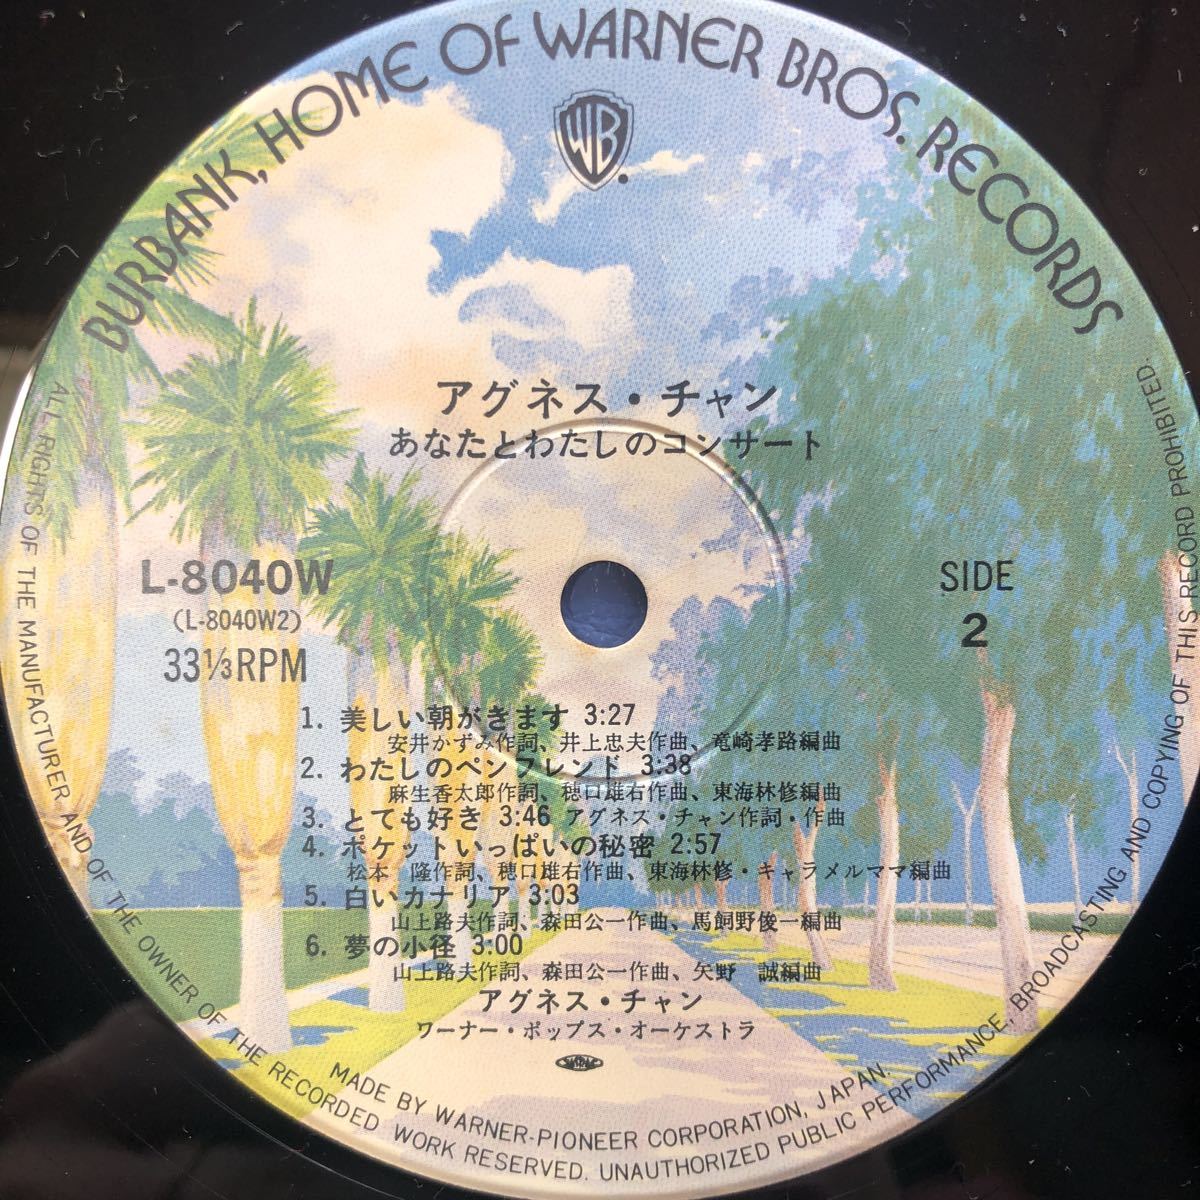 BURBANK, HOME OF WARNER BROS. RECORDS
WB
アグネス・チャン
あなたとわたしのコンサート
L-8040W
(L-8040W2)
33⅓RPM
SIDE
2
1. 美しい朝がきます 3:27
安井かずみ作詞、井上忠夫作曲、竜崎孝路編曲
2. わたしのペンフレンド 3:38
麻生香太郎作詞、穂口雄右作曲、東海林修編曲
3. とても好き 3:46 アグネス・チャン作詞・作曲
4. ポケットいっぱいの秘密 2:57
松本 隆作詞、穂口雄右作曲、東海林修・キャラメルママ編曲
5. 白いカナリア 3:03
山上路夫作詞、森田公一作曲、馬飼野俊一編曲
6. 夢の小径 3:00
山上路夫作詞、森田公一作曲、矢野 誠編曲
アグネス・チャン
ワーナー・ポップス・オーケストラ
MADE BY WARNER-PIONEER CORPORATION, JAPAN.
ALL RIGHTS OF THE MANUFACTURER AND OF THE OWNER OF THE RECORDED WORK RESERVED. UNAUTHORIZED PUBLIC PERFORMANCE, BROADCASTING AND COPYING OF THIS RECORD PROHIBITED.